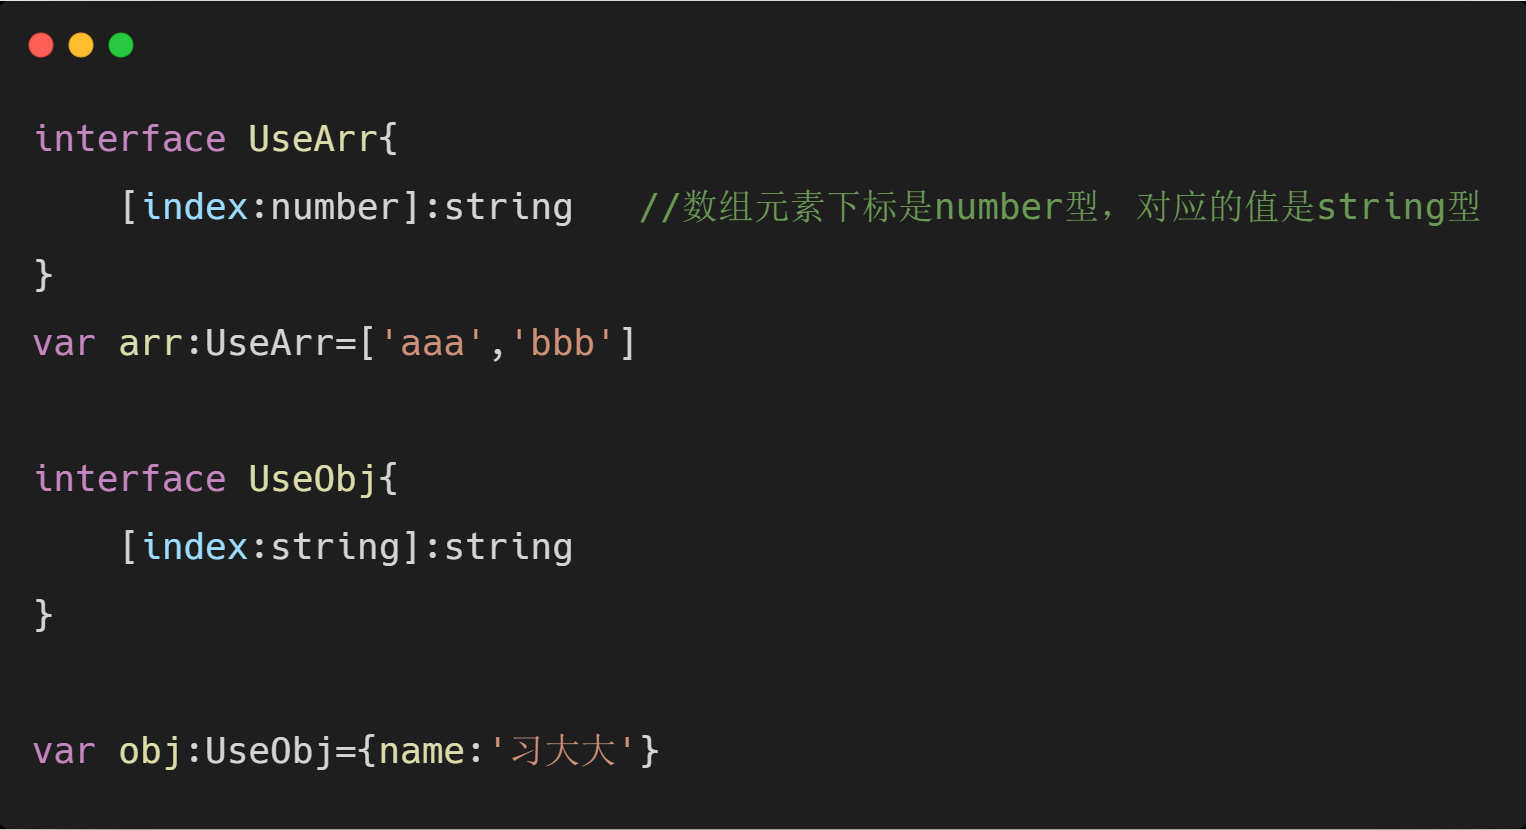 interface UseArr{
    [index:number]:string   //数组元素下标是number型，对应的值是string型
}
var arr:UseArr=['aaa','bbb']
interface UseObj{
    [index:string]:string
}
var obj:UseObj={name:'习大大'}